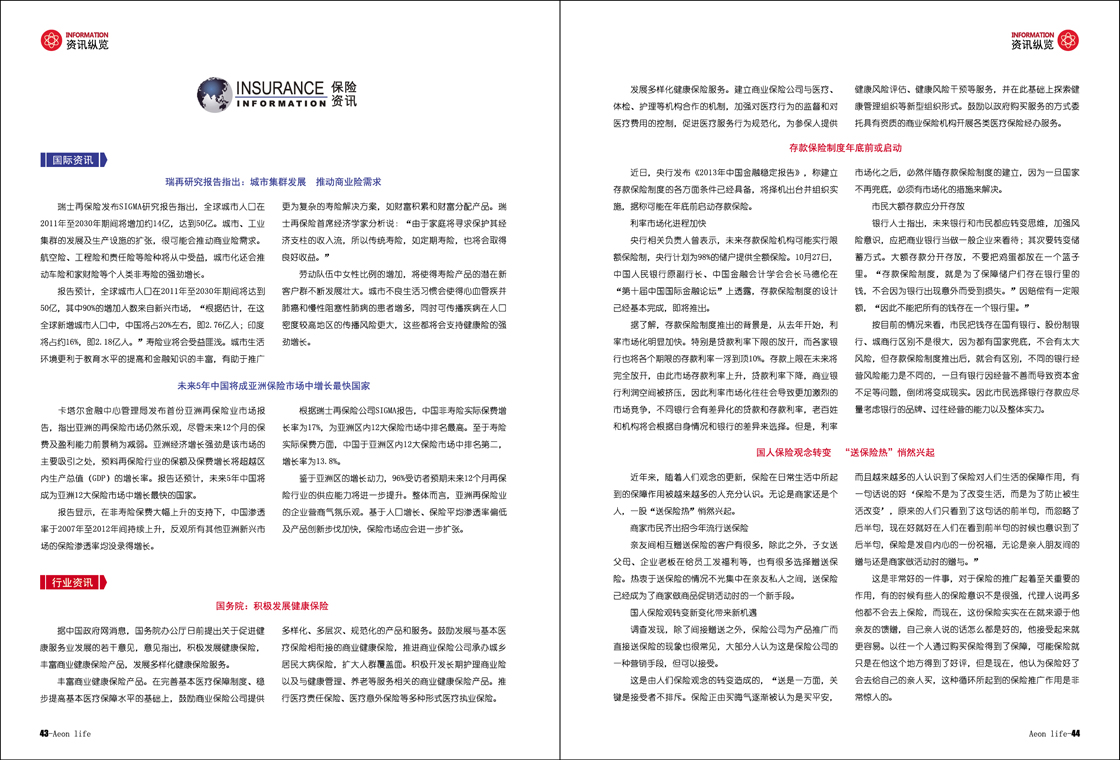 INFORMATION
资讯纵览
INSURANCE 保险
INFORMATION 资讯
国际资讯
瑞再研究报告指出：城市集群发展　推动商业险需求
瑞士再保险发布SIGMA研究报告指出，全球城市人口在
2011年至2030年期间将增加约14亿，达到50亿。城市、工业
集群的发展及生产设施的扩张，很可能会推动商业险需求。
航空险、工程险和责任险等险种将从中受益，城市化还会推
动车险和家财险等个人类非寿险的强劲增长。
报告预计，全球城市人口在2011年至2030年期间将达到
50亿，其中90%的增加人数来自新兴市场，“根据估计，在这
全球新增城市人口中，中国将占20%左右，即2.76亿人；印度
将占约16%，即2.18亿人。”寿险业将会受益匪浅。城市生活
环境更利于教育水平的提高和金融知识的丰富，有助于推广
更为复杂的寿险解决方案，如财富积累和财富分配产品。瑞
士再保险首席经济学家分析说：“由于家庭将寻求保护其经
济支柱的收入流，所以传统寿险，如定期寿险，也将会取得
良好收益。”
劳动队伍中女性比例的增加，将使得寿险产品的潜在新
客户群不断发展壮大。城市不良生活习惯会使得心血管疾并
肺癌和慢性阻塞性肺病的患者增多，同时可传播疾病在人口
密度较高地区的传播风险更大，这些都将会支持健康险的强
劲增长。
未来5年中国将成亚洲保险市场中增长最快国家
卡塔尔金融中心管理局发布首份亚洲再保险业市场报
告，指出亚洲的再保险市场仍然乐观，尽管未来12个月的保
费及盈利能力前景稍为减弱。亚洲经济增长强劲是该市场的
主要吸引之处，预料再保险行业的保额及保费增长将超越区
内生产总值（GDP）的增长率。报告还预计，未来5年中国将
成为亚洲12大保险市场中增长最快的国家。
报告显示，在非寿险保费大幅上升的支持下，中国渗透
率于2007年至2012年间持续上升，反观所有其他亚洲新兴市
场的保险渗透率均没录得增长。
根据瑞士再保险公司SIGMA报告，中国非寿险实际保费增
长率为17%，为亚洲区内12大保险市场中排名最高。至于寿险
实际保费方面，中国于亚洲区内12大保险市场中排名第二，
增长率为13.8%。
鉴于亚洲区的增长动力，96%受访者预期未来12个月再保
险行业的供应能力将进一步提升。整体而言，亚洲再保险业
的企业营商气氛乐观。基于人口增长、保险平均渗透率偏低
及产品创新步伐加快，保险市场应会进一步扩张。
行业资讯
国务院：积极发展健康保险
据中国政府网消息，国务院办公厅日前提出关于促进健
康服务业发展的若干意见，意见指出，积极发展健康保险，
丰富商业健康保险产品，发展多样化健康保险服务。
丰富商业健康保险产品。在完善基本医疗保障制度、稳
步提高基本医疗保障水平的基础上，鼓励商业保险公司提供
多样化、多层次、规范化的产品和服务。鼓励发展与基本医
疗保险相衔接的商业健康保险，推进商业保险公司承办城乡
居民大病保险，扩大人群覆盖面。积极开发长期护理商业险
以及与健康管理、养老等服务相关的商业健康保险产品。推
行医疗责任保险、医疗意外保险等多种形式医疗执业保险。
43-Aeon life
INFORMATION
资讯纵览
发展多样化健康保险服务。建立商业保险公司与医疗、
体检、护理等机构合作的机制，加强对医疗行为的监督和对
医疗费用的控制，促进医疗服务行为规范化，为参保人提供
健康风险评估、健康风险干预等服务，并在此基础上探索健
康管理组织等新型组织形式。鼓励以政府购买服务的方式委
托具有资质的商业保险机构开展各类医疗保险经办服务。
存款保险制度年底前或启动
近日，央行发布《2013年中国金融稳定报告》，称建立
存款保险制度的各方面条件已经具备，将择机出台并组织实
施，据称可能在年底前启动存款保险。
利率市场化进程加快
央行相关负责人曾表示，未来存款保险机构可能实行限
额保险制，央行计划为98%的储户提供全额保险。10月27日，
中国人民银行原副行长、中国金融会计学会会长马德伦在
“第十届中国国际金融论坛”上透露，存款保险制度的设计
已经基本完成，即将推出。
据了解，存款保险制度推出的背景是，从去年开始，利
率市场化明显加快。特别是贷款利率下限的放开，而各家银
行也将各个期限的存款利率一浮到顶10%。存款上限在未来将
完全放开，由此市场存款利率上升，贷款利率下降，商业银
行利润空间被挤压，因此利率市场化往往会导致更加激烈的
市场竞争，不同银行会有差异化的贷款和存款利率，老百姓
和机构将会根据自身情况和银行的差异来选择。但是，利率
市场化之后，必然伴随存款保险制度的建立，因为一旦国家
不再兜底，必须有市场化的措施来解决。
市民大额存款应分开存放
银行人士指出，未来银行和市民都应转变思维，加强风
险意识，应把商业银行当做一般企业来看待；其次要转变储
蓄方式。大额存款分开存放，不要把鸡蛋都放在一个篮子
里。“存款保险制度，就是为了保障储户们存在银行里的
钱，不会因为银行出现意外而受到损失。”因赔偿有一定限
额，“因此不能把所有的钱存在一个银行里。”
按目前的情况来看，市民把钱存在国有银行、股份制银
行、城商行区别不是很大，因为都有国家兜底，不会有太大
风险，但存款保险制度推出后，就会有区别，不同的银行经
营风险能力是不同的，一旦有银行因经营不善而导致资本金
不足等问题，倒闭将变成现实。因此市民选择银行存款应尽
量考虑银行的品牌、过往经营的能力以及整体实力。
国人保险观念转变　“送保险热”悄然兴起
近年来，随着人们观念的更新，保险在日常生活中所起
到的保障作用被越来越多的人充分认识。无论是商家还是个
人，一股“送保险热”悄然兴起。
商家市民齐出招今年流行送保险
亲友间相互赠送保险的客户有很多，除此之外，子女送
父母、企业老板在给员工发福利等，也有很多选择赠送保
险。热衷于送保险的情况不光集中在亲友私人之间，送保险
已经成为了商家做商品促销活动时的一个新手段。
国人保险观转变新变化带来新机遇
调查发现，除了间接赠送之外，保险公司为产品推广而
直接送保险的现象也很常见，大部分人认为这是保险公司的
一种营销手段，但可以接受。
这是由人们保险观念的转变造成的，“送是一方面，关
键是接受者不排斥。保险正由买晦气逐渐被认为是买平安，
而且越来越多的人认识到了保险对人们生活的保障作用，有
一句话说的好‘保险不是为了改变生活，而是为了防止被生
活改变’，原来的人们只看到了这句话的前半句，而忽略了
后半句，现在好就好在人们在看到前半句的时候也意识到了
后半句，保险是发自内心的一份祝福，无论是亲人朋友间的
赠与还是商家做活动时的赠与。”
这是非常好的一件事，对于保险的推广起着至关重要的
作用，有的时候有些人的保险意识不是很强，代理人说再多
他都不会去上保险，而现在，这份保险实实在在就来源于他
亲友的馈赠，自己亲人说的话怎么都是好的，他接受起来就
更容易。以往一个人通过购买保险得到了保障，可能保险就
只是在他这个地方得到了好评，但是现在，他认为保险好了
会去给自己的亲人买，这种循环所起到的保险推广作用是非
常惊人的。
Aeon life-44